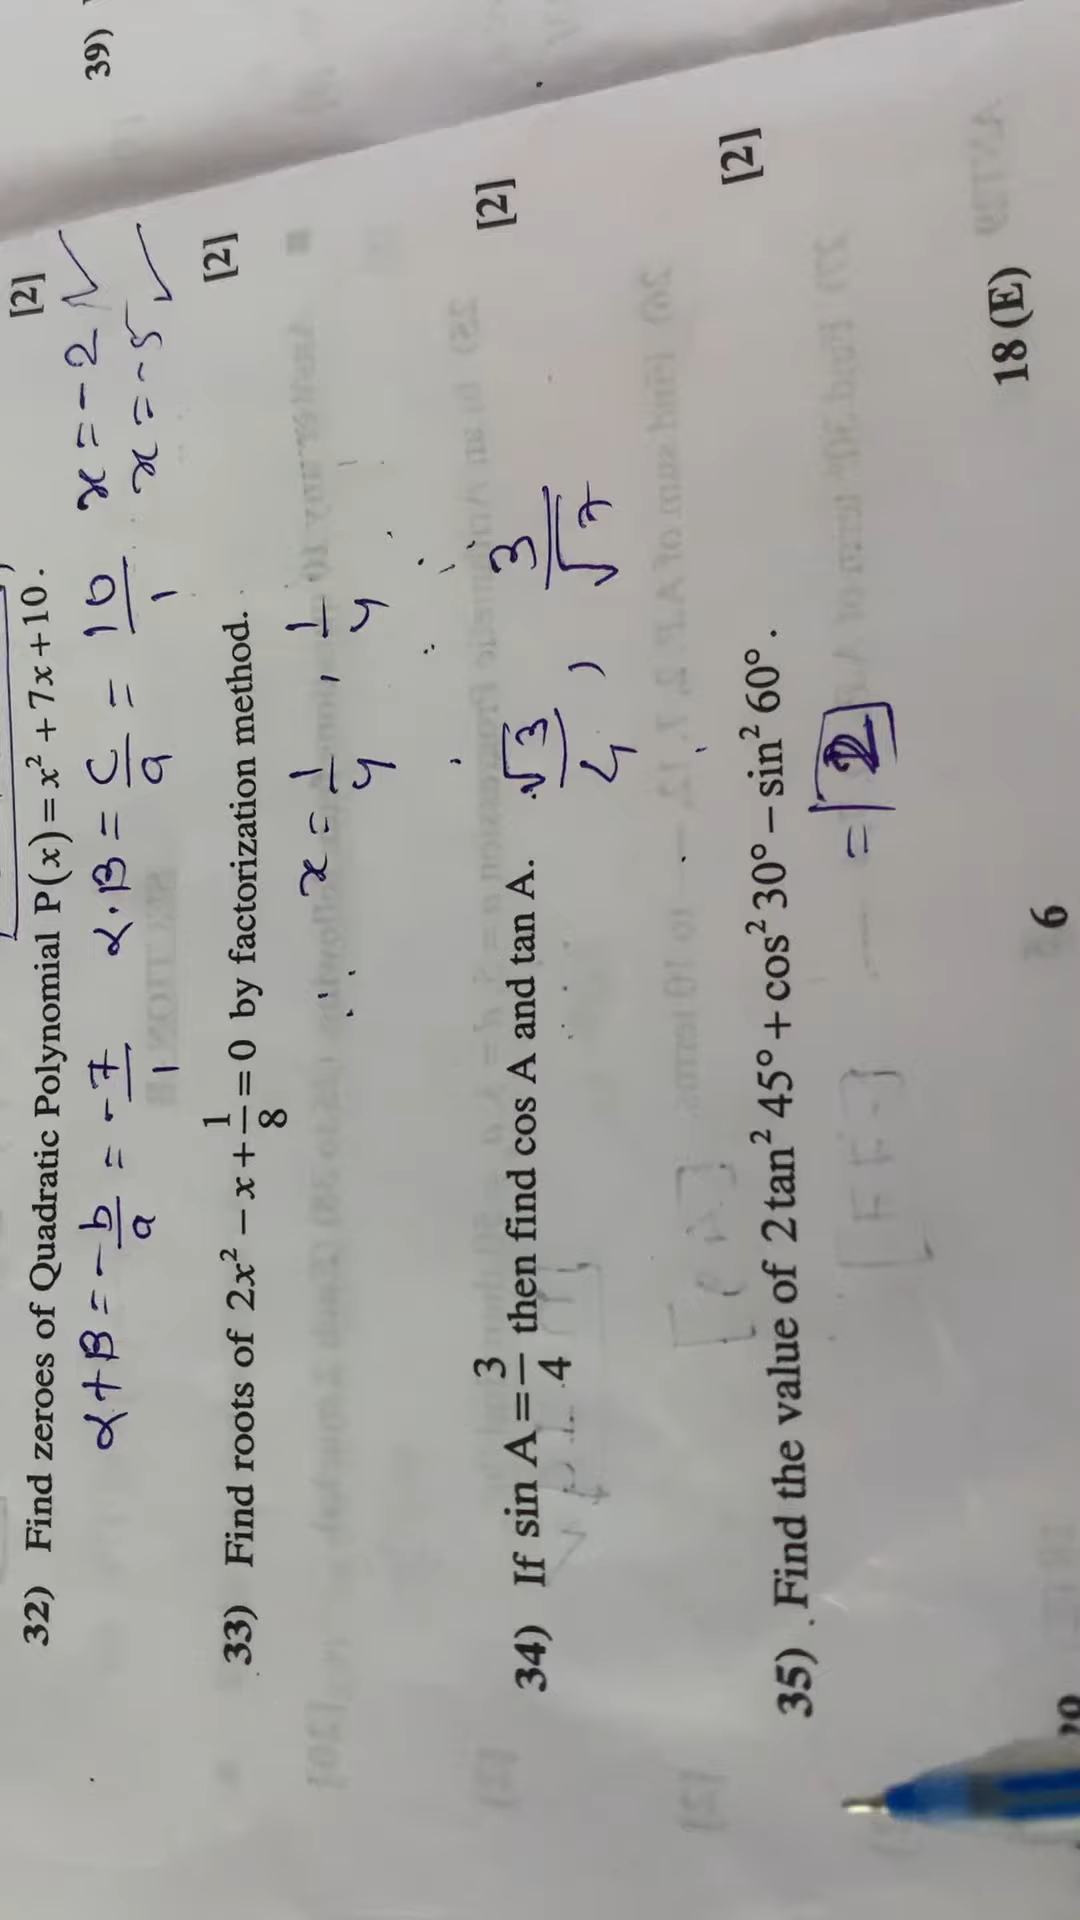 39)
32) Find zeroes of Quadratic Polynomial P(x) = x² + 7x + 10. [2]
α+β = -b/a = -7/1 α·β = c/a = 10/1 x = -2
x = -5
33) Find roots of 2x² − x + 1/8 = 0 by factorization method. [2]
x = 1/4, 1/4
34) If sin A = 3/4 then find cos A and tan A. [2]
√3/4, 3/√7
35) Find the value of 2 tan² 45° + cos² 30° − sin² 60°. [2]
= 2
6
18 (E)